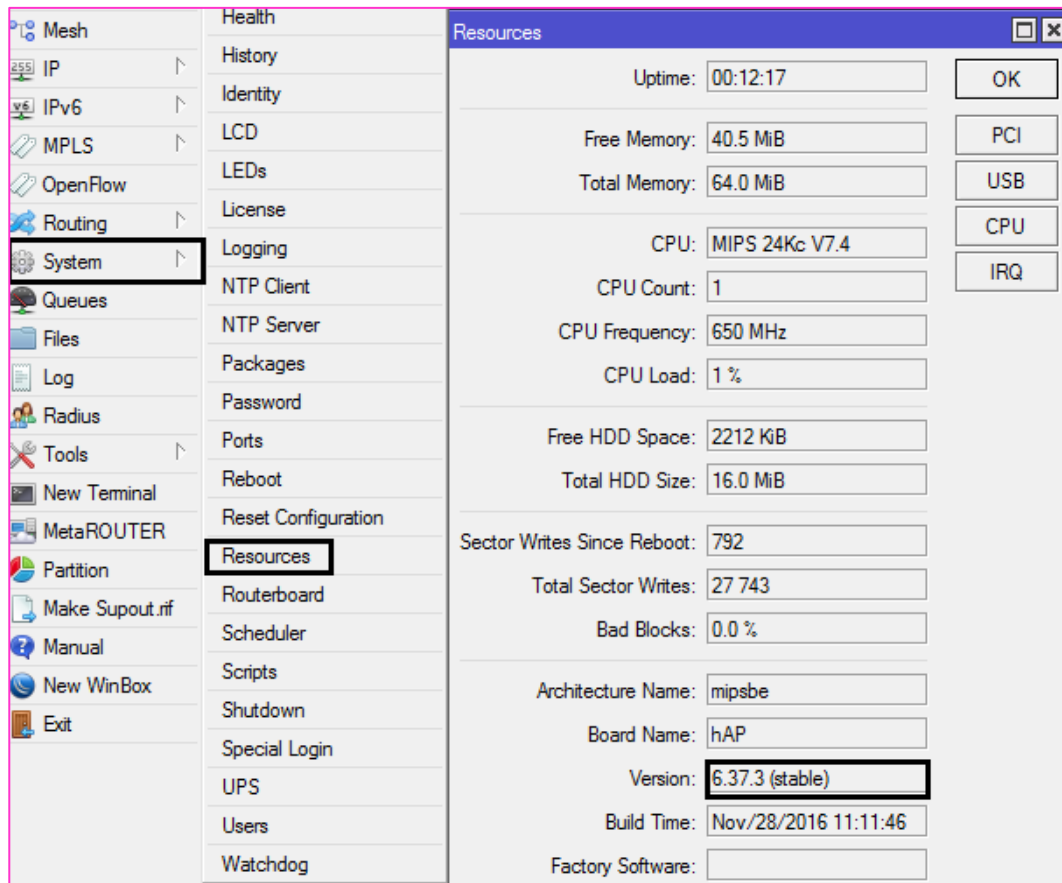 Mesh
255 IP
v6 IPv6
MPLS
OpenFlow
Routing
System
Queues
Files
Log
Radius
Tools
New Terminal
MetaROUTER
Partition
Make Supout.rif
Manual
New WinBox
Exit
Health
History
Identity
LCD
LEDs
License
Logging
NTP Client
NTP Server
Packages
Password
Ports
Reboot
Reset Configuration
Resources
Routerboard
Scheduler
Scripts
Shutdown
Special Login
UPS
Users
Watchdog
Resources
Uptime: 00:12:17
Free Memory: 40.5 MiB
Total Memory: 64.0 MiB
CPU: MIPS 24Kc V7.4
CPU Count: 1
CPU Frequency: 650 MHz
CPU Load: 1 %
Free HDD Space: 2212 KiB
Total HDD Size: 16.0 MiB
Sector Writes Since Reboot: 792
Total Sector Writes: 27 743
Bad Blocks: 0.0 %
Architecture Name: mipsbe
Board Name: hAP
Version: 6.37.3 (stable)
Build Time: Nov/28/2016 11:11:46
Factory Software:
OK
PCI
USB
CPU
IRQ